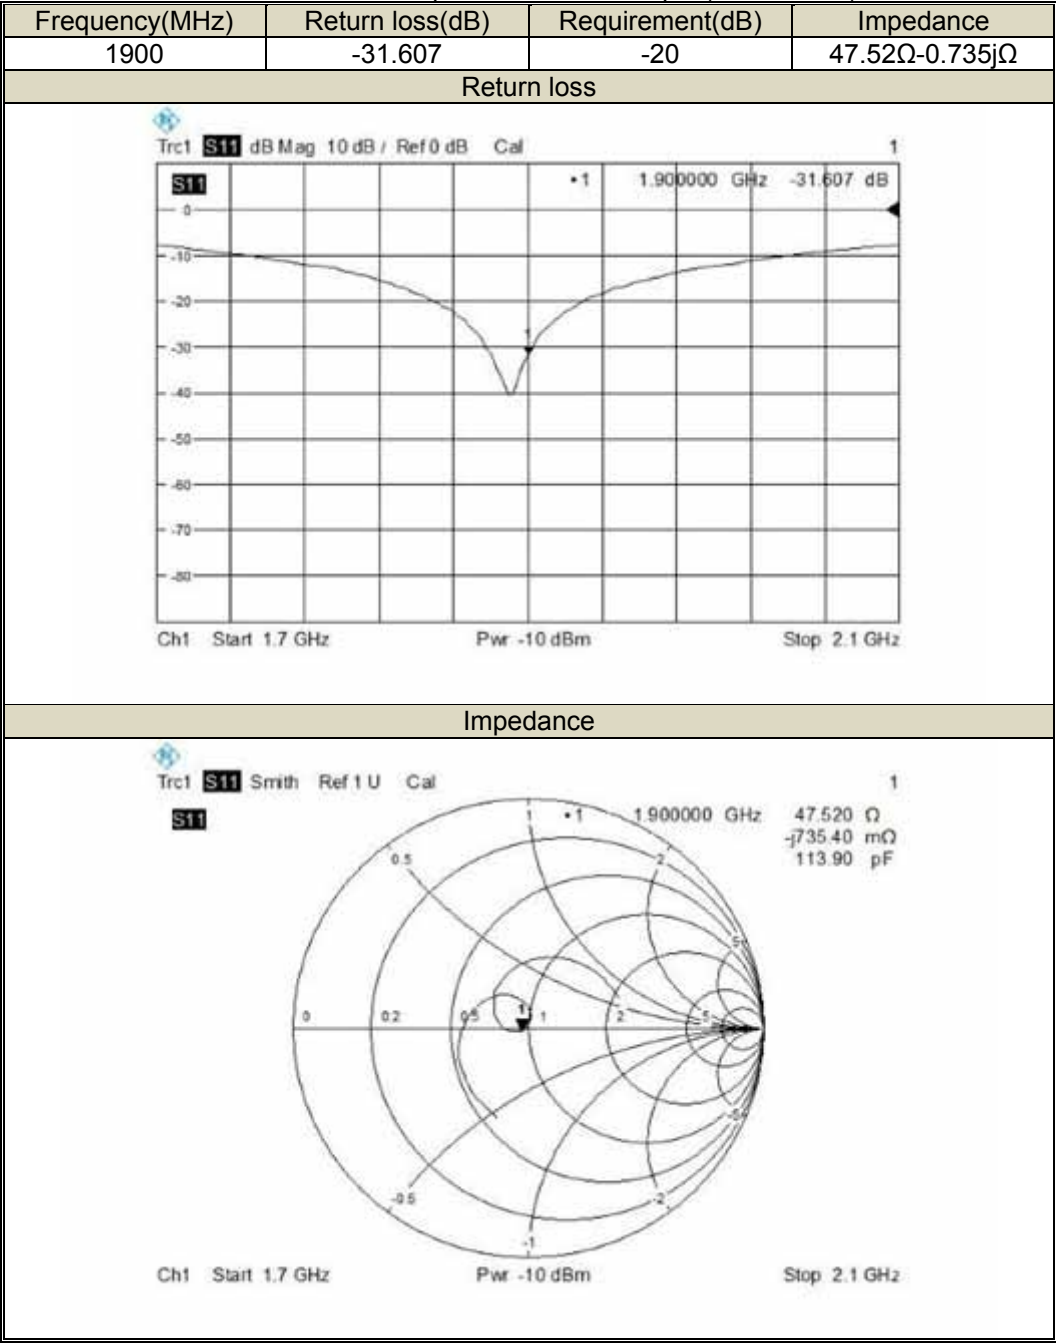 Frequency(MHz) Return loss(dB) Requirement(dB) Impedance
1900 -31.607 -20 47.52Ω-0.735jΩ
Return loss
Trc1 S11 dB Mag 10 dB / Ref 0 dB Cal 1
S11 •1 1.900000 GHz -31.607 dB
0
-10
-20
1
-30
-40
-50
-60
-70
-80
Ch1 Start 1.7 GHz Pwr -10 dBm Stop 2.1 GHz
Impedance
Trc1 S11 Smith Ref 1 U Cal 1
S11 1 •1 1.900000 GHz 47.520 Ω
-j735.40 mΩ
113.90 pF
0.5 2
5
0 0.2 0.5 1 1 2 5
-5
-0.5 -2
-1
Ch1 Start 1.7 GHz Pwr -10 dBm Stop 2.1 GHz